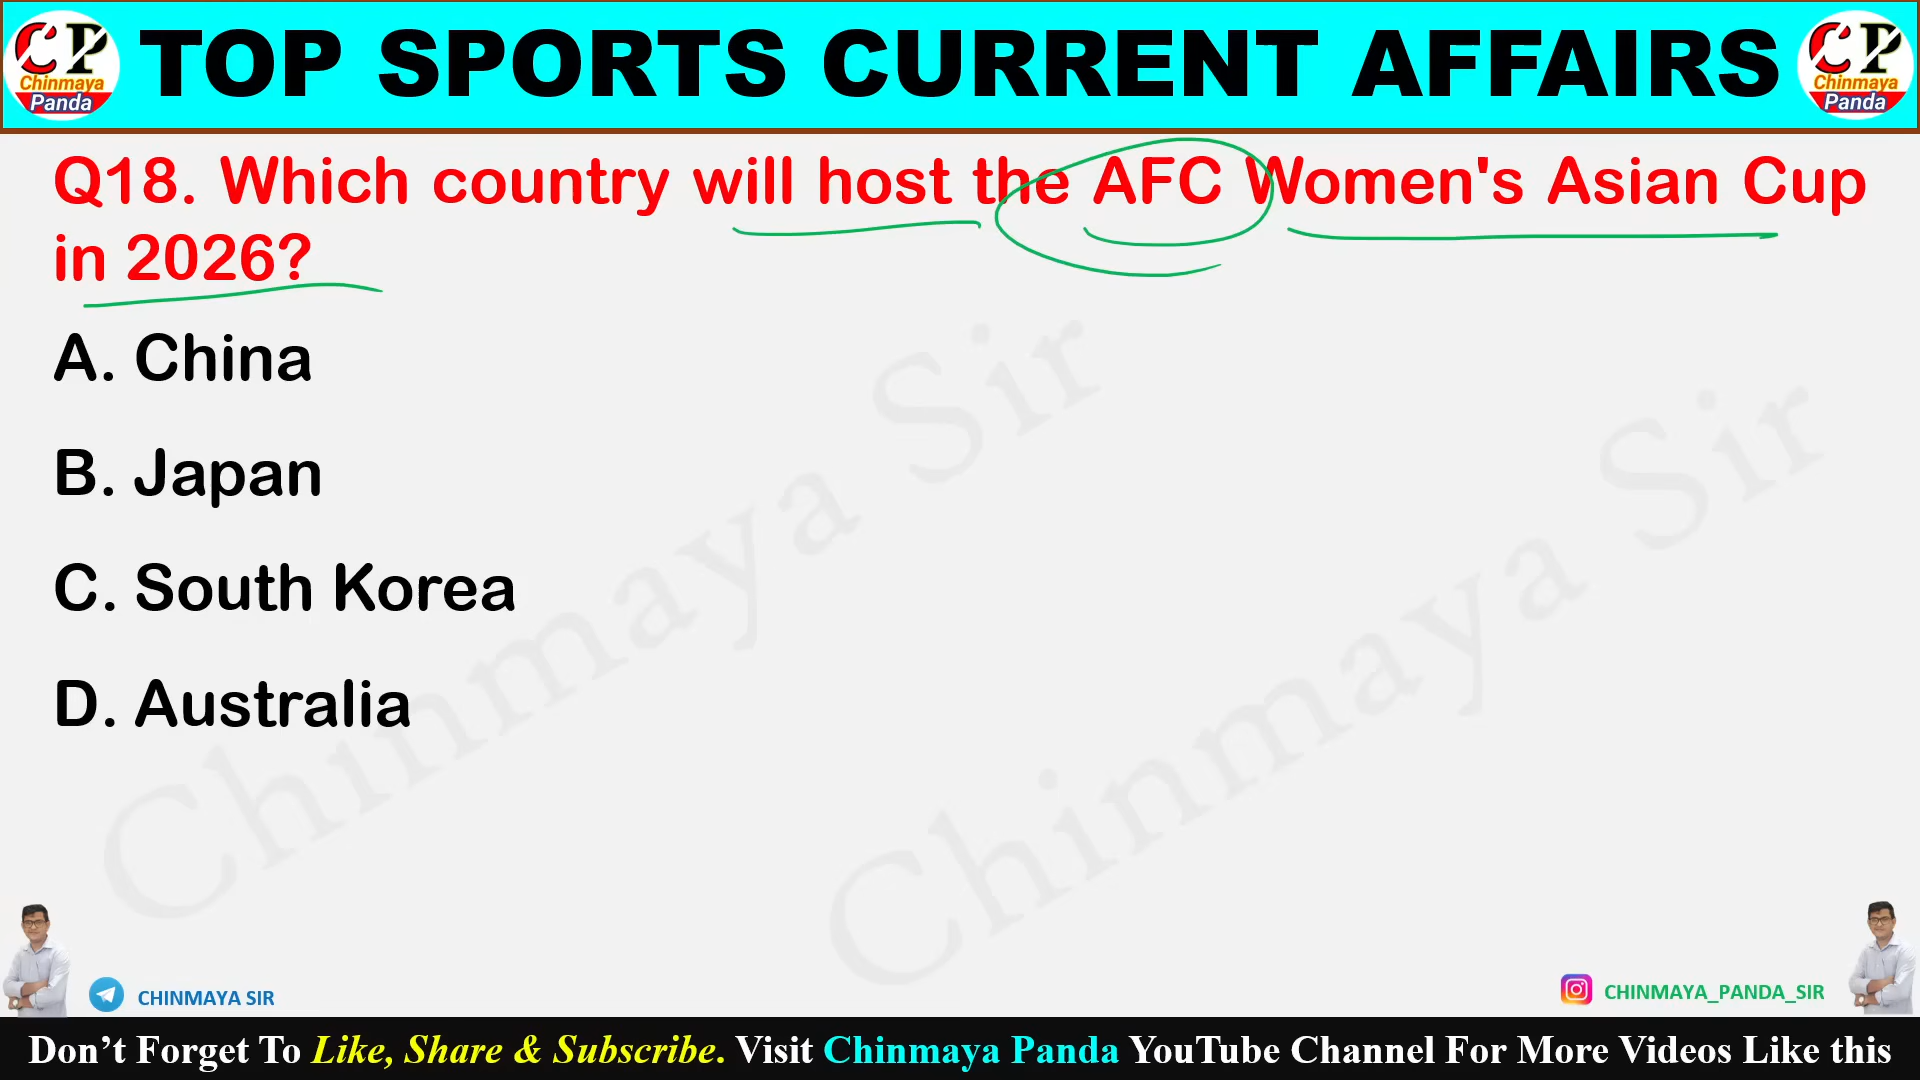 CP Chinmaya Panda TOP SPORTS CURRENT AFFAIRS CP Chinmaya Panda
Q18. Which country will host the AFC Women's Asian Cup
in 2026?
A. China
B. Japan
C. South Korea
D. Australia
Chinmaya Sir
Chinmaya Sir
CHINMAYA SIR
CHINMAYA_PANDA_SIR
Don’t Forget To Like, Share & Subscribe. Visit Chinmaya Panda YouTube Channel For More Videos Like this